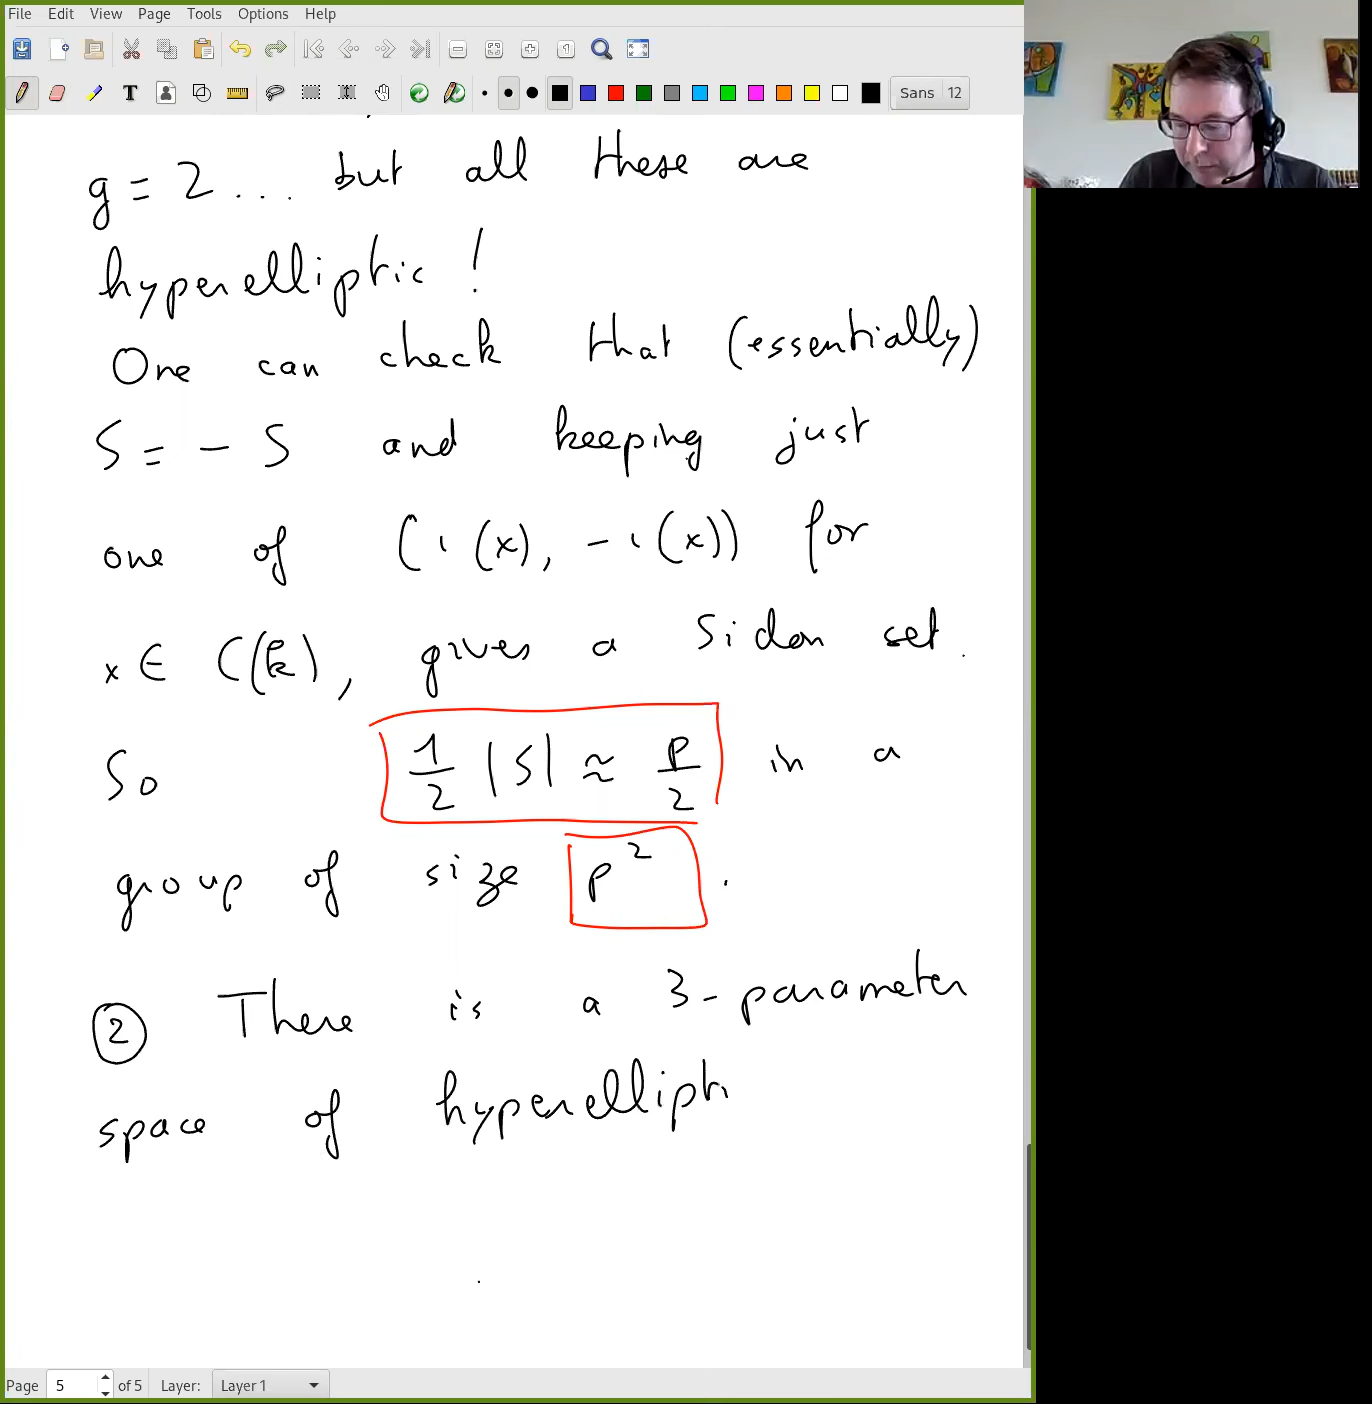 File Edit View Page Tools Options Help
Sans 12
g = 2 ... but all these are
hyperelliptic !
One can check that (essentially)
S = - S and keeping just
one of (ι(x), -ι(x)) for
x ∈ C(k), gives a Sidon set.
So 1/2 |S| ≈ p/2 in a
group of size p² .
② There is a 3-parameter
space of hyperellipti
Page 5 of 5 Layer: Layer 1